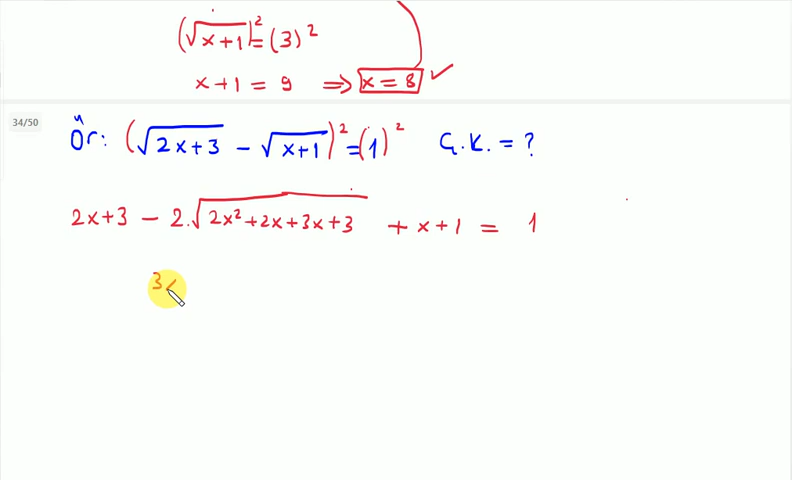 (√x+1)² = (3)²
x+1 = 9 ⇒ x = 8 ✓
34/50
Ör: (√2x+3 - √x+1)² = (1)² Ç.K. = ?
2x+3 - 2.√2x²+2x+3x+3 + x+1 = 1
3